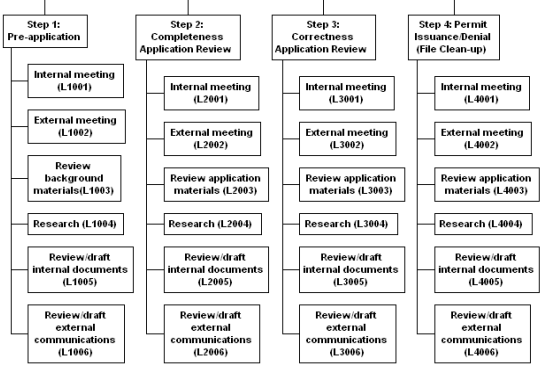 Step 1:
Pre-application
Internal meeting
(L1001)
External meeting
(L1002)
Review
background
materials(L1003)
Research (L1004)
Review/draft
internal documents
(L1005)
Review/draft
external
communications
(L1006)
Step 2:
Completeness
Application Review
Internal meeting
(L2001)
External meeting
(L2002)
Review application
materials (L2003)
Research (L2004)
Review/draft
internal documents
(L2005)
Review/draft
external
communications
(L2006)
Step 3:
Correctness
Application Review
Internal meeting
(L3001)
External meeting
(L3002)
Review application
materials (L3003)
Research (L3004)
Review/draft
internal documents
(L3005)
Review/draft
external
communications
(L3006)
Step 4: Permit
Issuance/Denial
(File Clean-up)
Internal meeting
(L4001)
External meeting
(L4002)
Review application
materials (L4003)
Research (L4004)
Review/draft
internal documents
(L4005)
Review/draft
external
communications
(L4006)